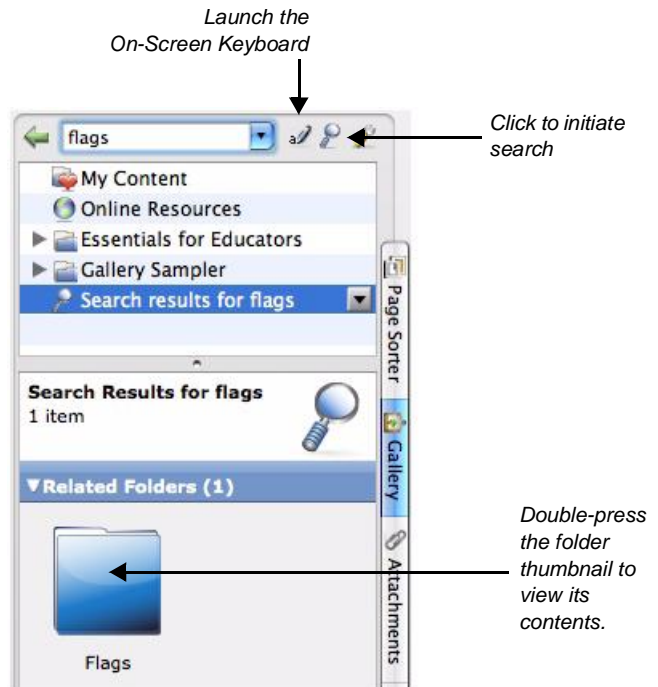 Launch the
On-Screen Keyboard
flags
a
Click to initiate
search
My Content
Online Resources
Essentials for Educators
Gallery Sampler
Search results for flags
Page Sorter
Gallery
Attachments
Search Results for flags
1 item
▼Related Folders (1)
Double-press
the folder
thumbnail to
view its
contents.
Flags